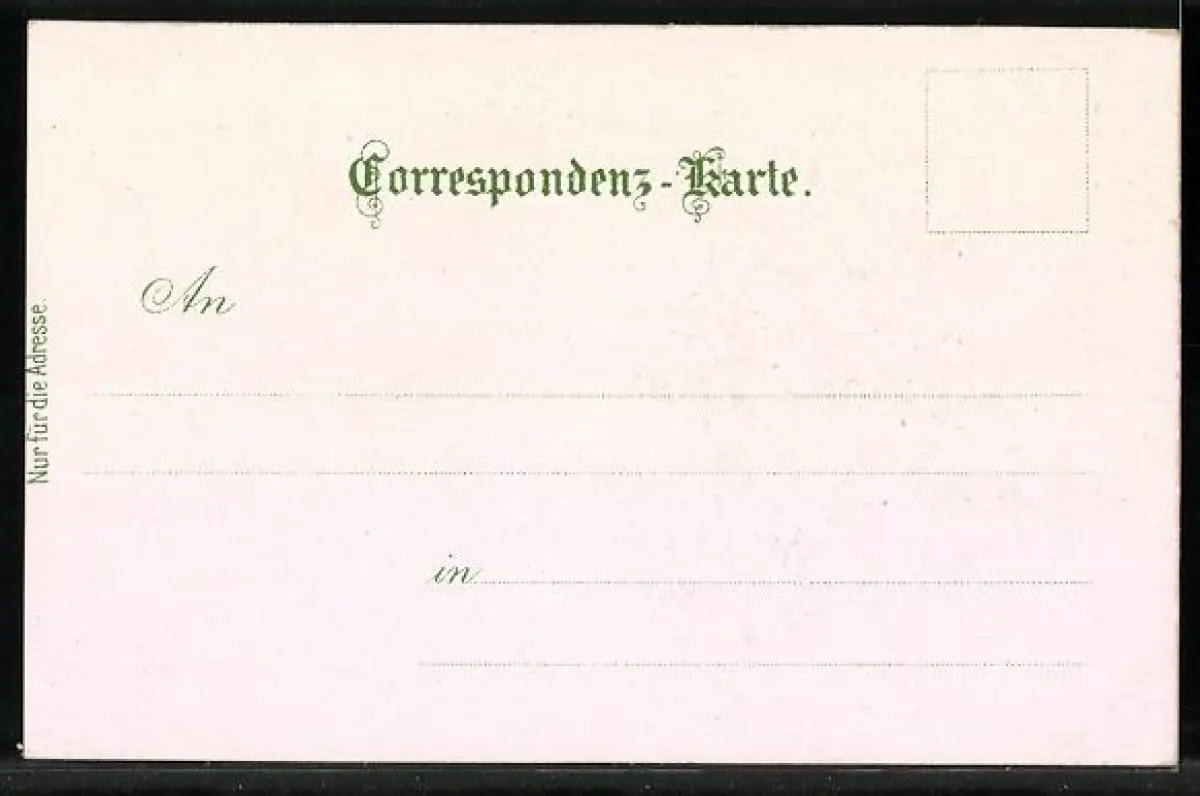 Correspondenz-Karte.
An
Nur für die Adresse.
in